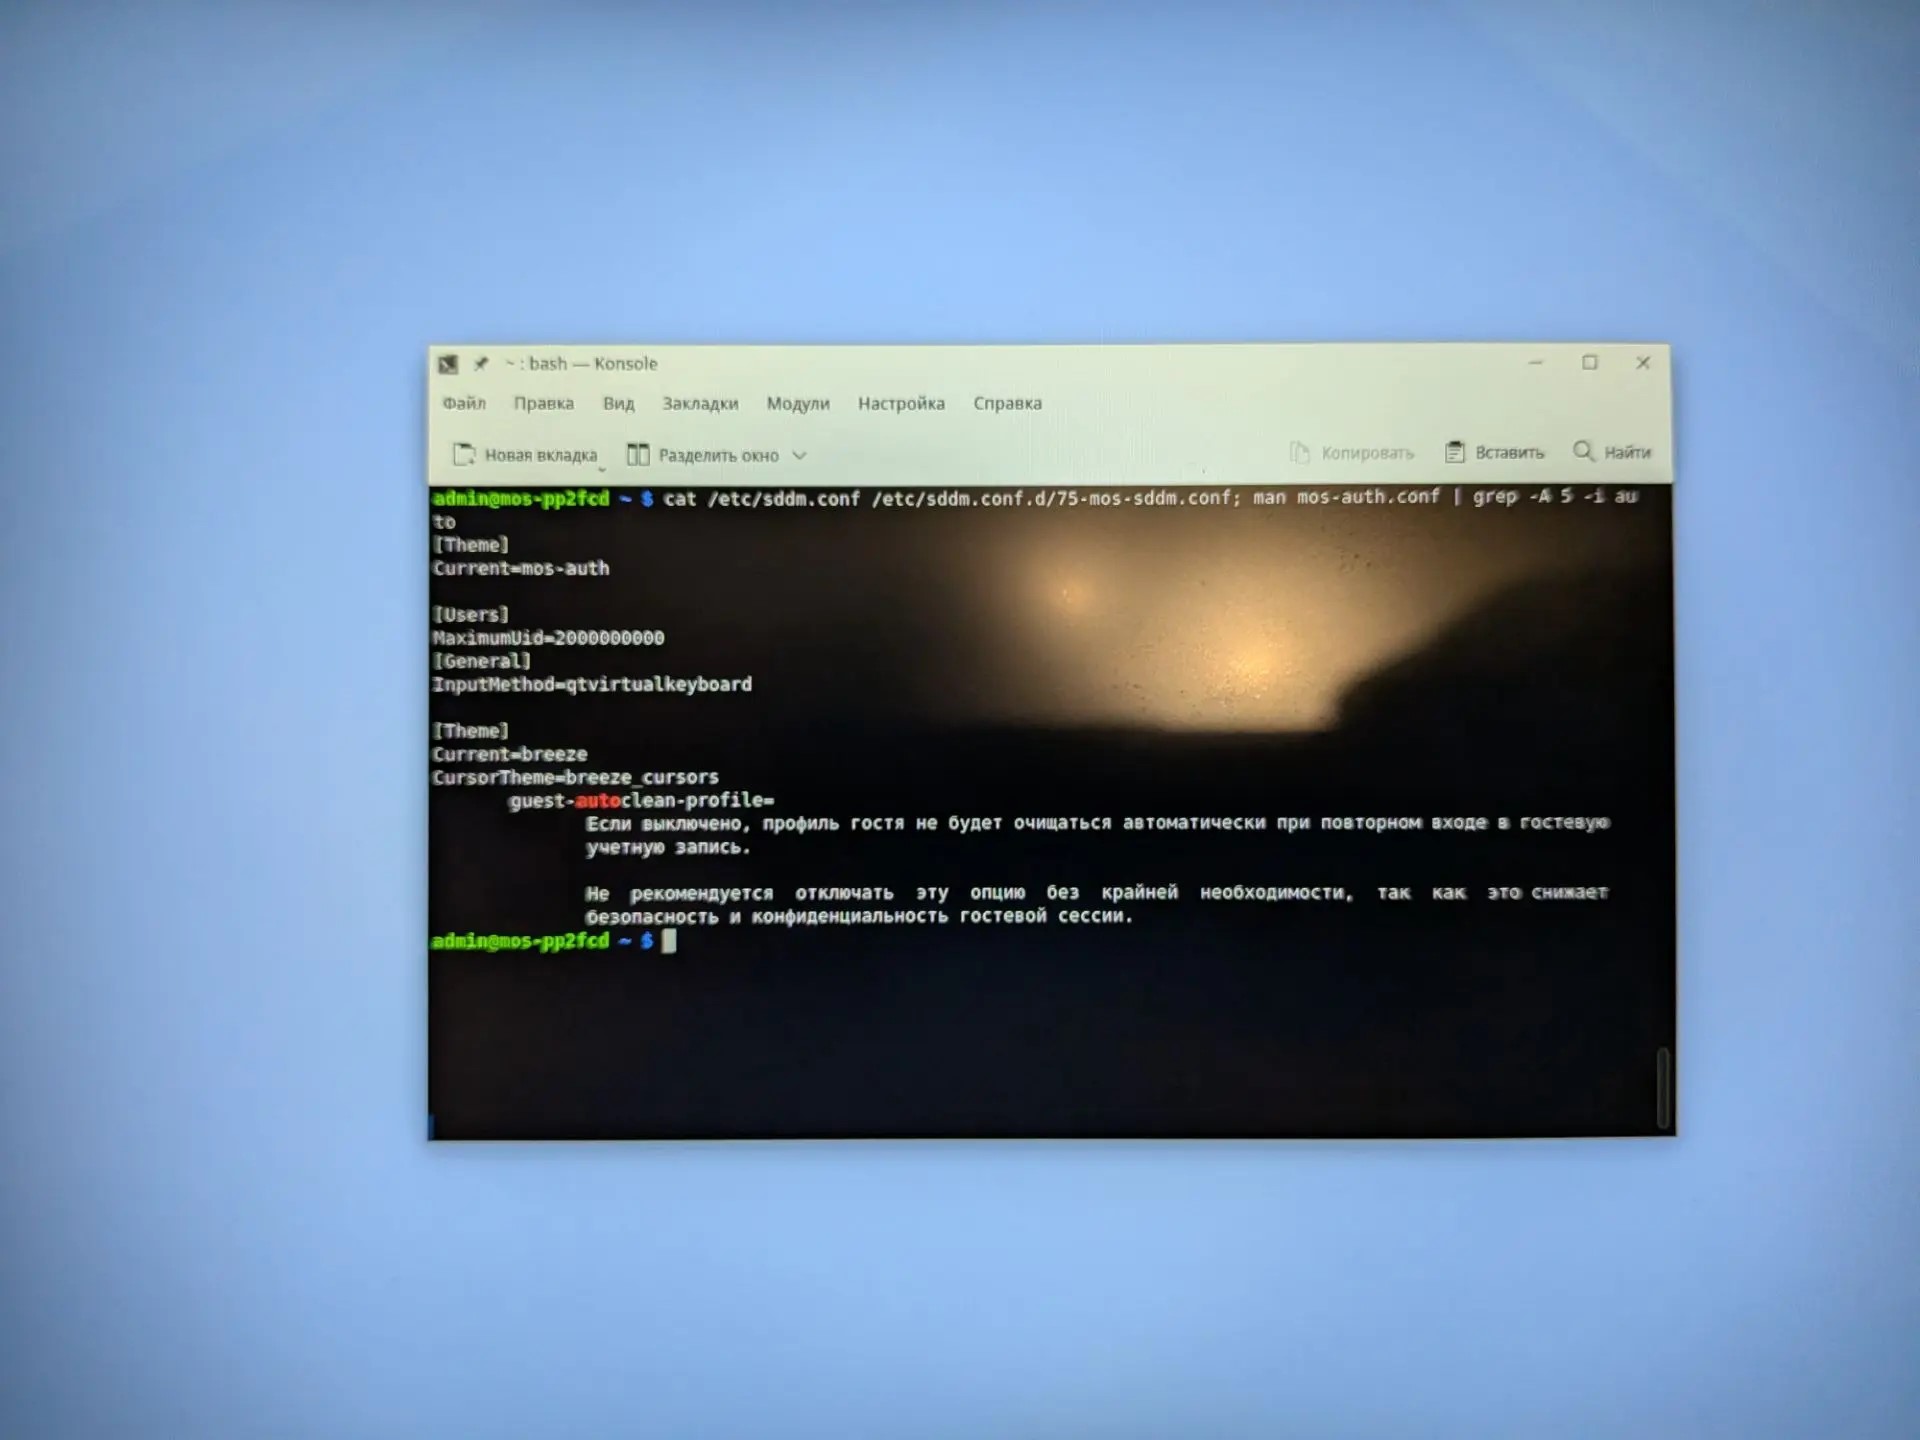 ~ : bash — Konsole
Файл Правка Вид Закладки Модули Настройка Справка
Новая вкладка Разделить окно Копировать Вставить Найти
admin@mos-pp2fcd ~ $ cat /etc/sddm.conf /etc/sddm.conf.d/75-mos-sddm.conf; man mos-auth.conf | grep -A 5 -i au
to
[Theme]
Current=mos-auth
[Users]
MaximumUid=2000000000
[General]
InputMethod=qtvirtualkeyboard
[Theme]
Current=breeze
CursorTheme=breeze_cursors
guest-autoclean-profile=
Если выключено, профиль гостя не будет очищаться автоматически при повторном входе в гостевую
учетную запись.
Не рекомендуется отключать эту опцию без крайней необходимости, так как это снижает
безопасность и конфиденциальность гостевой сессии.
admin@mos-pp2fcd ~ $